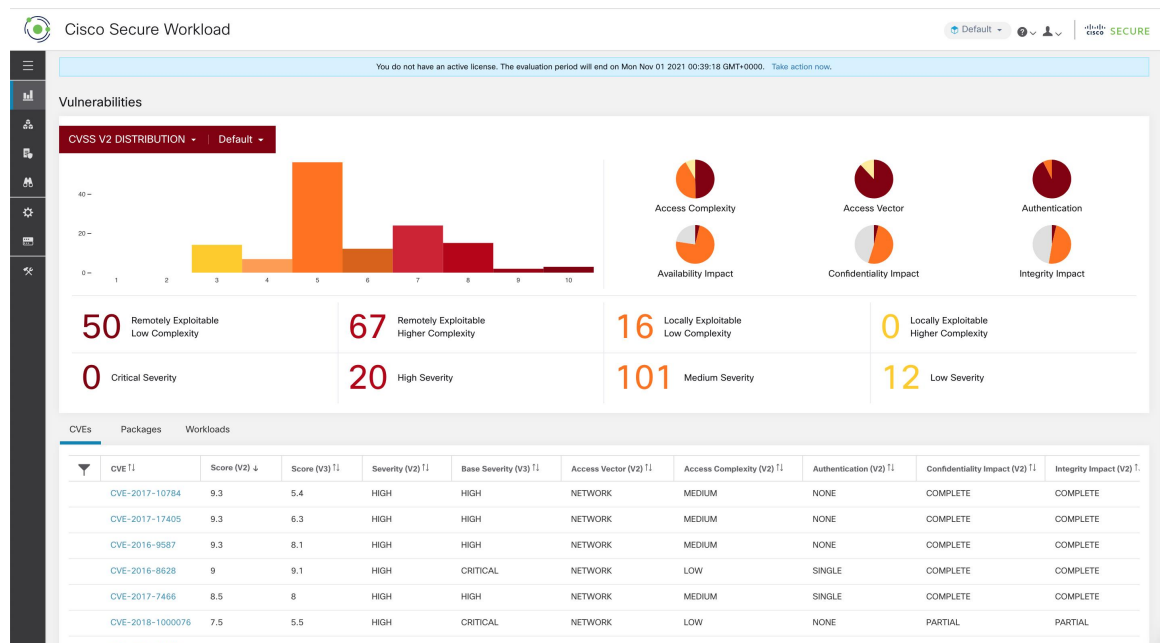 Cisco Secure Workload
Default
cisco SECURE
You do not have an active license. The evaluation period will end on Mon Nov 01 2021 00:39:18 GMT+0000. Take action now.
Vulnerabilities
CVSS V2 DISTRIBUTION Default
40
20
0
1 2 3 4 5 6 7 8 9 10
Access Complexity Access Vector Authentication
Availability Impact Confidentiality Impact Integrity Impact
50 Remotely Exploitable Low Complexity
67 Remotely Exploitable Higher Complexity
16 Locally Exploitable Low Complexity
0 Locally Exploitable Higher Complexity
0 Critical Severity
20 High Severity
101 Medium Severity
12 Low Severity
CVEs Packages Workloads
CVE Score (V2) Score (V3) Severity (V2) Base Severity (V3) Access Vector (V2) Access Complexity (V2) Authentication (V2) Confidentiality Impact (V2) Integrity Impact (V2)
CVE-2017-10784 9.3 5.4 HIGH HIGH NETWORK MEDIUM NONE COMPLETE COMPLETE
CVE-2017-17405 9.3 6.3 HIGH HIGH NETWORK MEDIUM NONE COMPLETE COMPLETE
CVE-2016-9587 9.3 8.1 HIGH HIGH NETWORK MEDIUM NONE COMPLETE COMPLETE
CVE-2016-8628 9 9.1 HIGH CRITICAL NETWORK LOW SINGLE COMPLETE COMPLETE
CVE-2017-7466 8.5 8 HIGH HIGH NETWORK MEDIUM SINGLE COMPLETE COMPLETE
CVE-2018-1000076 7.5 5.5 HIGH CRITICAL NETWORK LOW NONE PARTIAL PARTIAL